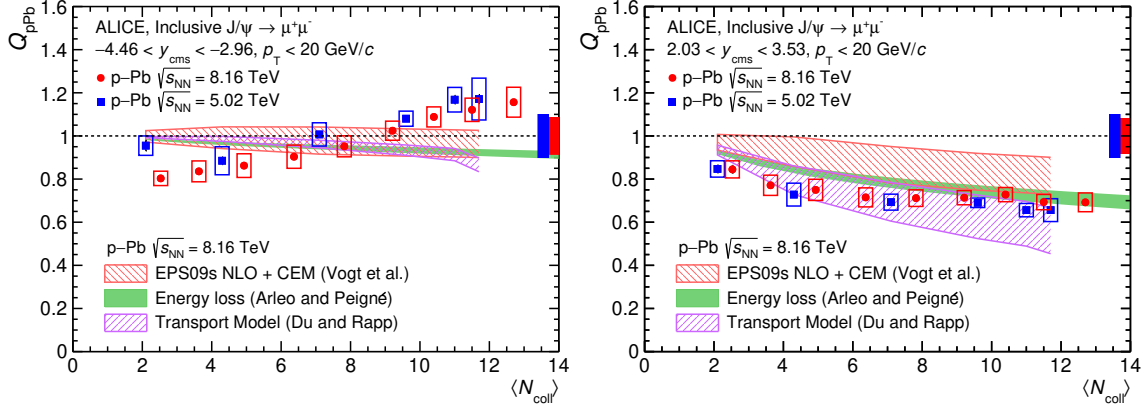 ALICE, Inclusive J/ψ → μ⁺μ⁻
−4.46 < y_cms < −2.96, p_T < 20 GeV/c
p−Pb √s_NN = 8.16 TeV
p−Pb √s_NN = 5.02 TeV
p−Pb √s_NN = 8.16 TeV
EPS09s NLO + CEM (Vogt et al.)
Energy loss (Arleo and Peigné)
Transport Model (Du and Rapp)
Q_pPb
1.6
1.4
1.2
1
0.8
0.6
0.4
0.2
0
0 2 4 6 8 10 12 14
⟨N_coll⟩
ALICE, Inclusive J/ψ → μ⁺μ⁻
2.03 < y_cms < 3.53, p_T < 20 GeV/c
p−Pb √s_NN = 8.16 TeV
p−Pb √s_NN = 5.02 TeV
p−Pb √s_NN = 8.16 TeV
EPS09s NLO + CEM (Vogt et al.)
Energy loss (Arleo and Peigné)
Transport Model (Du and Rapp)
Q_pPb
1.6
1.4
1.2
1
0.8
0.6
0.4
0.2
0
0 2 4 6 8 10 12 14
⟨N_coll⟩